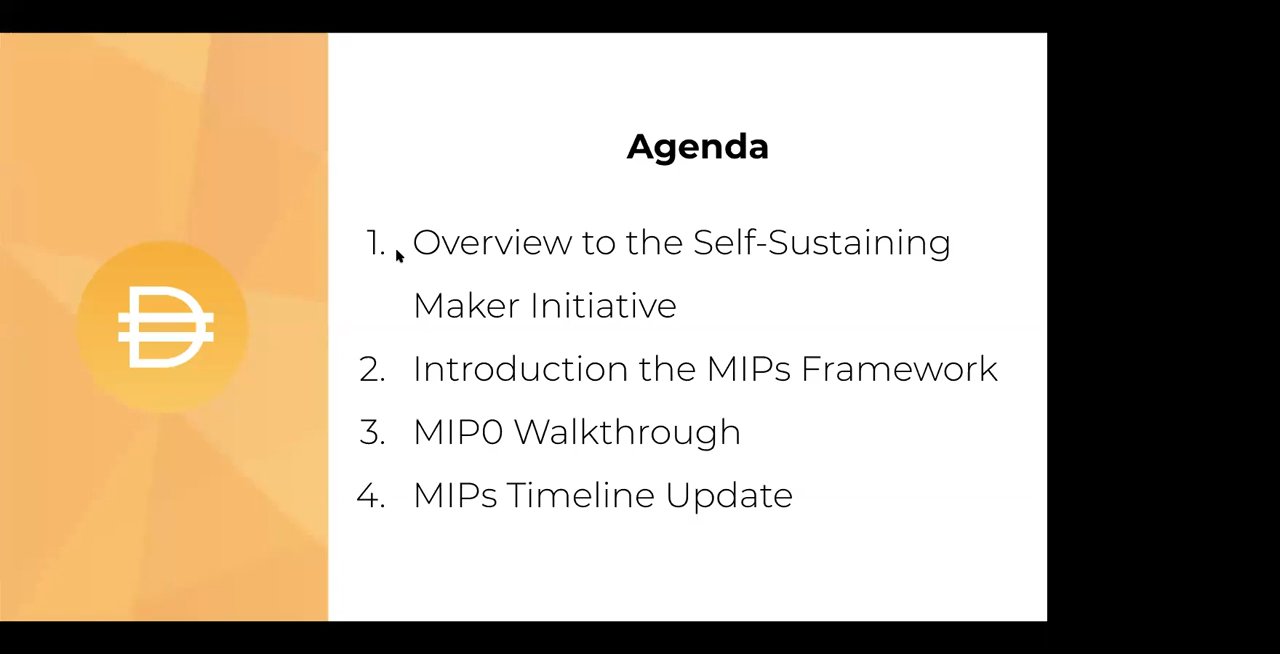 Agenda
1. Overview to the Self-Sustaining
Maker Initiative
2. Introduction the MIPs Framework
3. MIP0 Walkthrough
4. MIPs Timeline Update